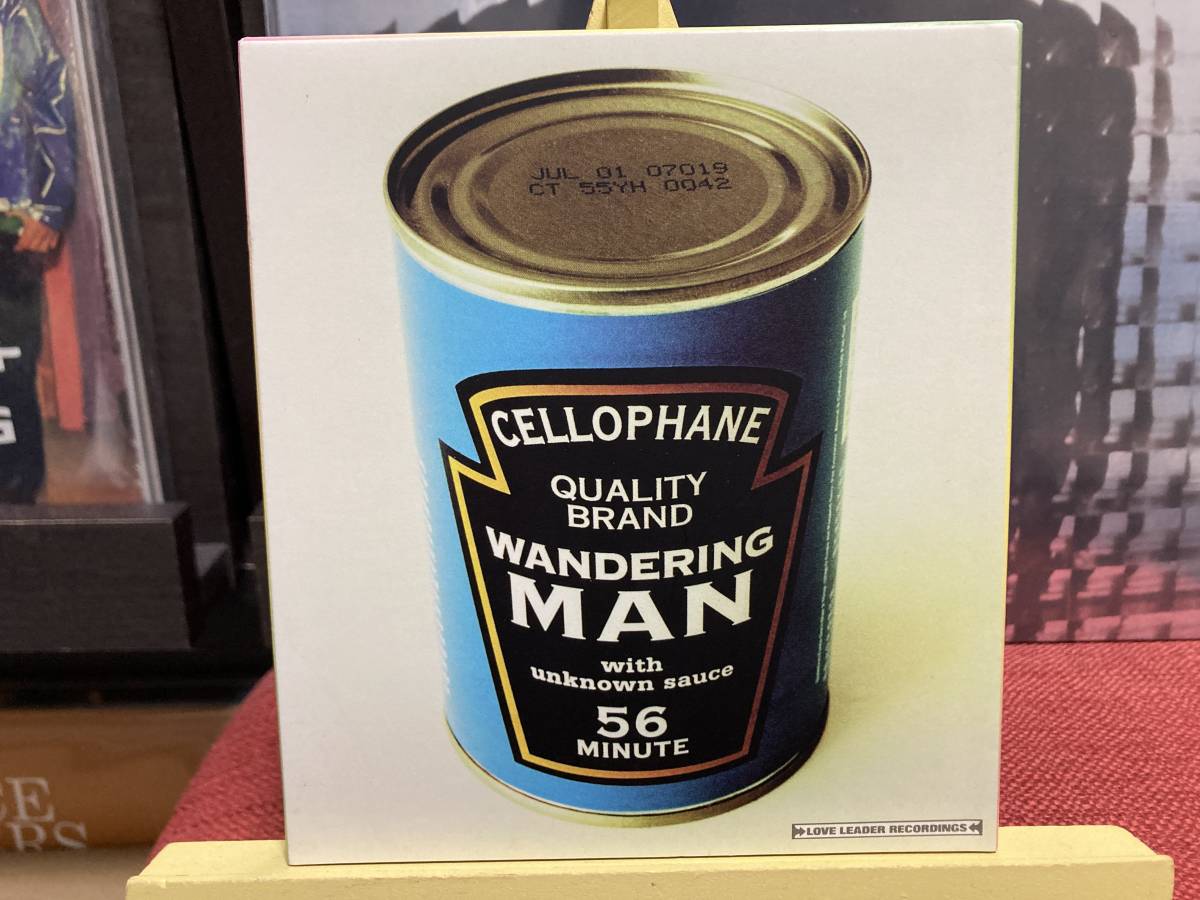 JUL 01 07019
CT 55YH 0042
CELLOPHANE
QUALITY
BRAND
WANDERING
MAN
with
unknown sauce
56
MINUTE
LOVE LEADER RECORDINGS